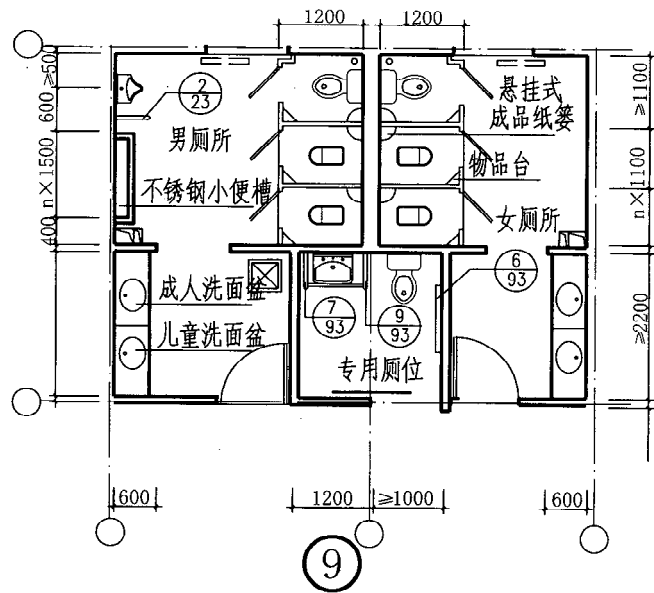 1200
1200
≥500
600
n×1500
400
2
23
男厕所
不锈钢小便槽
悬挂式
成品纸篓
物品台
女厕所
≥1100
n×1100
≥2200
成人洗面盆
儿童洗面盆
7
93
9
93
6
93
专用厕位
600
1200
≥1000
600
9